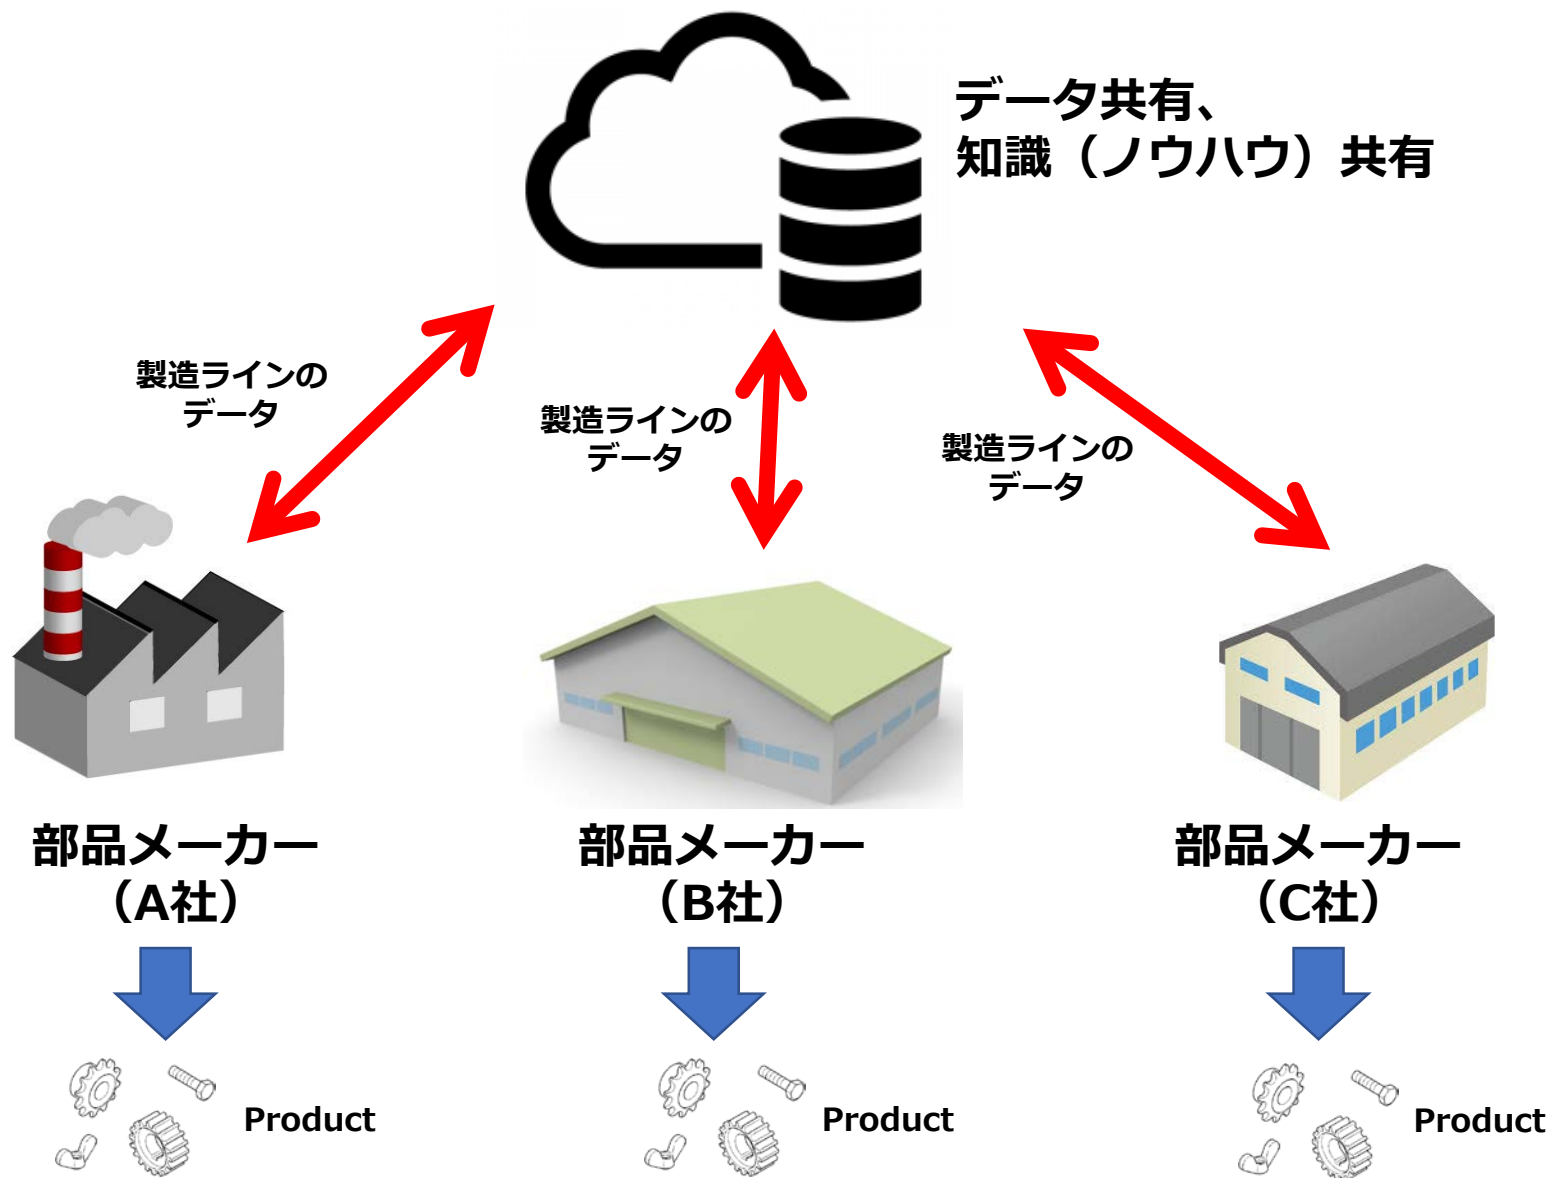 データ共有、
知識（ノウハウ）共有
製造ラインの
データ
製造ラインの
データ
製造ラインの
データ
部品メーカー
（A社）
部品メーカー
（B社）
部品メーカー
（C社）
Product
Product
Product